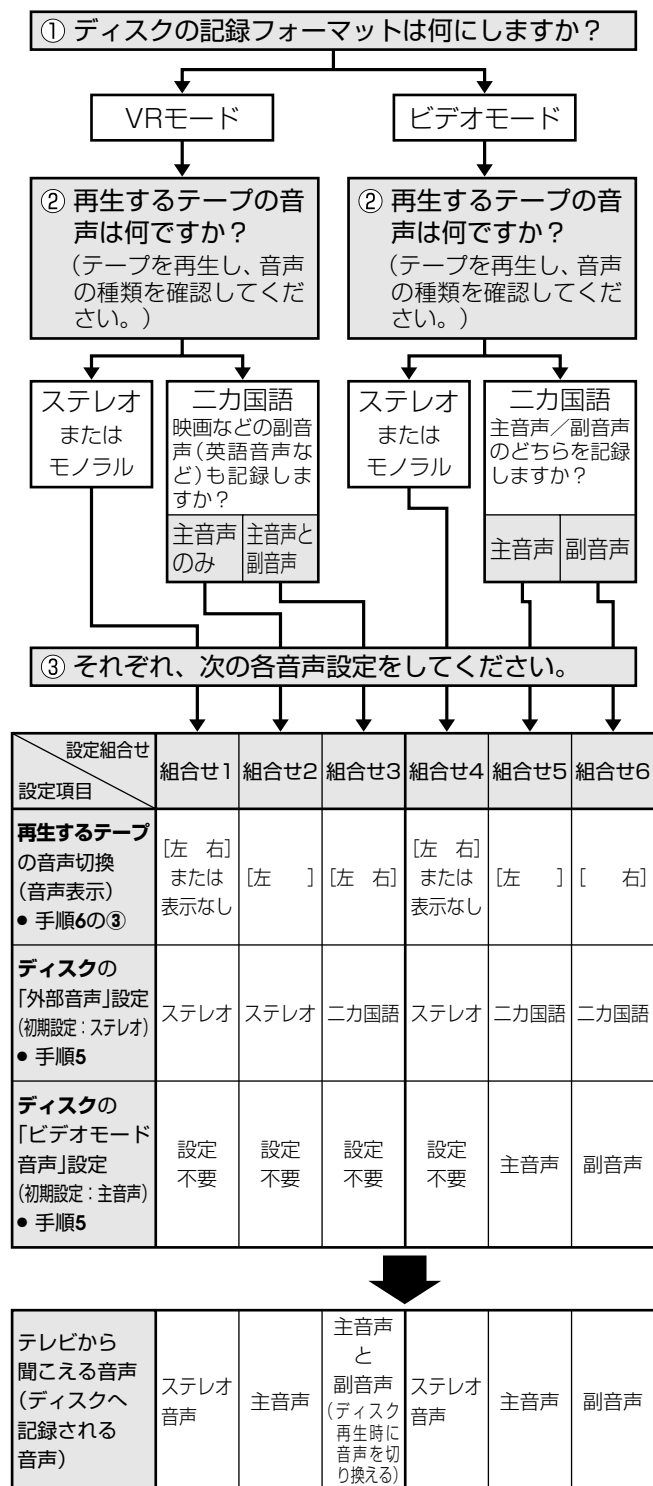 ① ディスクの記録フォーマットは何にしますか？
VRモード
ビデオモード
② 再生するテープの音
声は何ですか？
（テープを再生し、音声
の種類を確認してくだ
さい。）
② 再生するテープの音
声は何ですか？
（テープを再生し、音声
の種類を確認してくだ
さい。）
ステレオ
または
モノラル
二カ国語
映画などの副音
声（英語音声な
ど）も記録しま
すか？
主音声
のみ
主音声と
副音声
ステレオ
または
モノラル
二カ国語
主音声／副音声
のどちらを記録
しますか？
主音声
副音声
③ それぞれ、次の各音声設定をしてください。
設定組合せ
設定項目
組合せ1 組合せ2 組合せ3 組合せ4 組合せ5 組合せ6
再生するテープ
の音声切換
（音声表示）
● 手順6の③
[左　右]
または
表示なし
[左　　]
[左　右]
[左　右]
または
表示なし
[左　　]
[　　右]
ディスクの
「外部音声」設定
（初期設定：ステレオ）
● 手順5
ステレオ ステレオ 二カ国語 ステレオ 二カ国語 二カ国語
ディスクの
「ビデオモード
音声」設定
（初期設定：主音声）
● 手順5
設定
不要
設定
不要
設定
不要
設定
不要
主音声
副音声
テレビから
聞こえる音声
（ディスクへ
記録される
音声）
ステレオ
音声
主音声
主音声
と
副音声
（ディスク
再生時に
音声を切
り換える）
ステレオ
音声
主音声
副音声